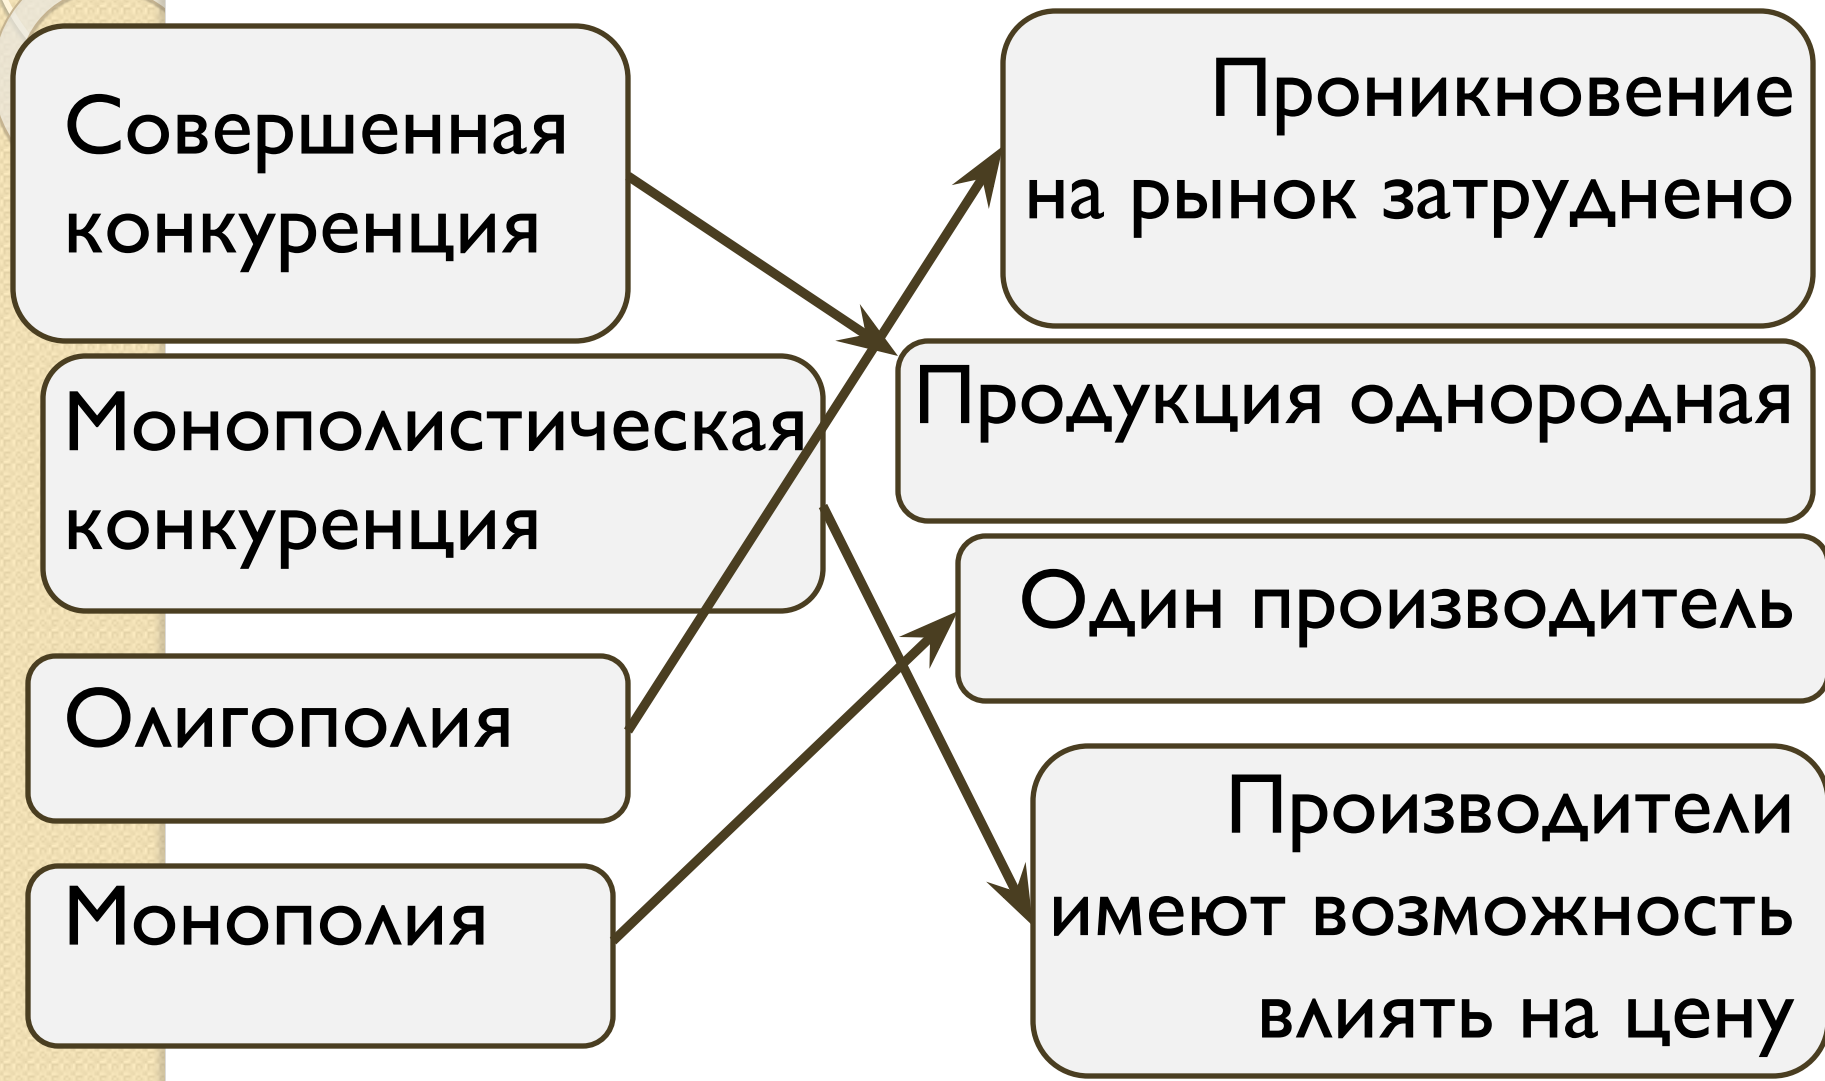 Совершенная
конкуренция
Монополистическая
конкуренция
Олигополия
Монополия
Проникновение
на рынок затруднено
Продукция однородная
Один производитель
Производители
имеют возможность
влиять на цену